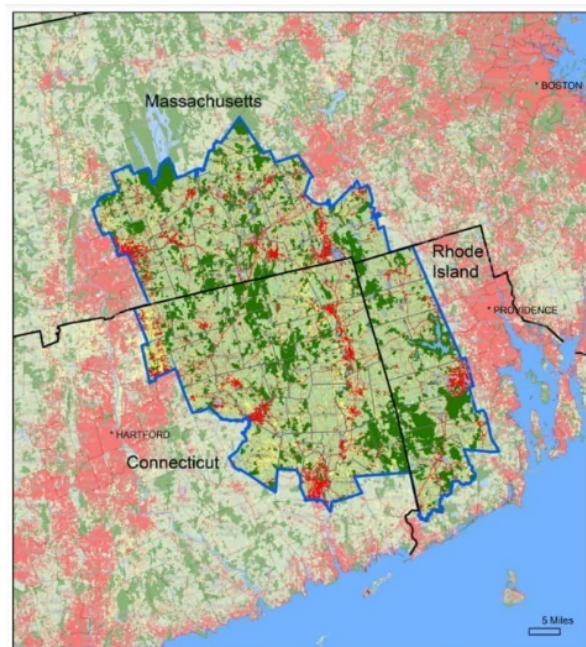 * BOSTON
Massachusetts
Rhode
Island
* PROVIDENCE
* HARTFORD
Connecticut
5 Miles